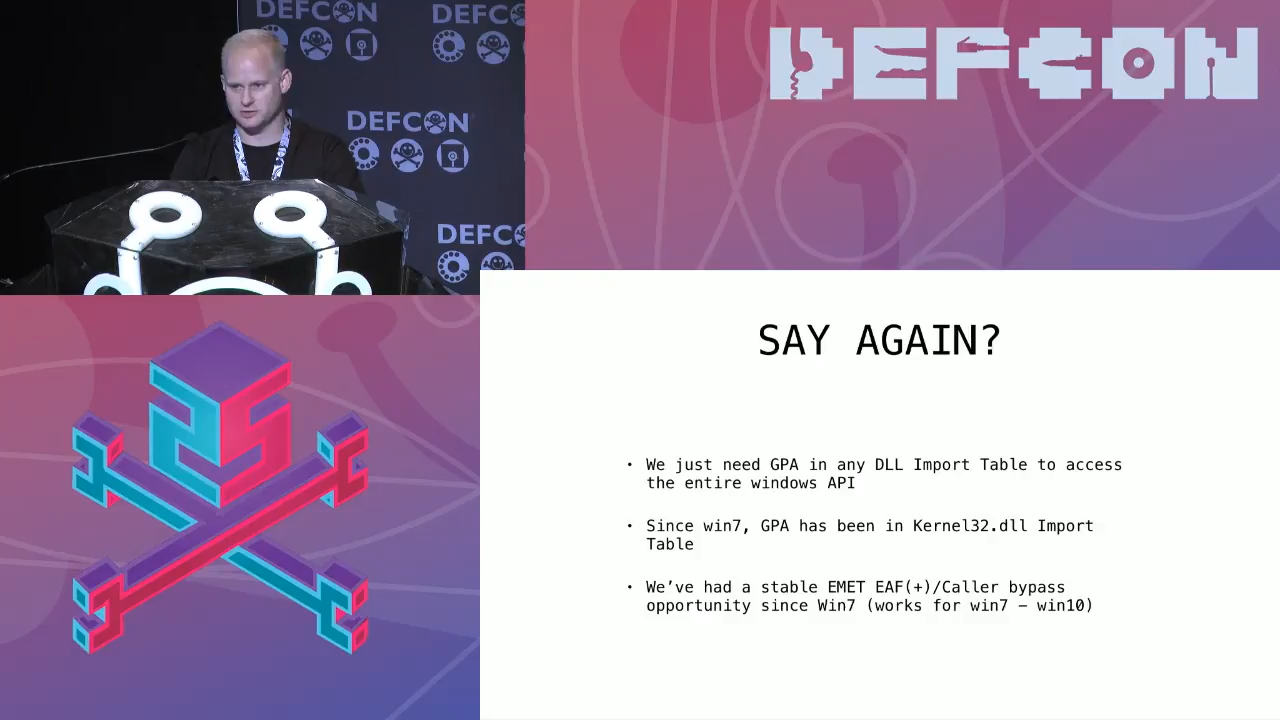 DEFCON
DEFCON
DEFCON
DEFC
DEFCON
SAY AGAIN?
• We just need GPA in any DLL Import Table to access
the entire windows API
• Since win7, GPA has been in Kernel32.dll Import
Table
• We’ve had a stable EMET EAF(+)/Caller bypass
opportunity since Win7 (works for win7 – win10)